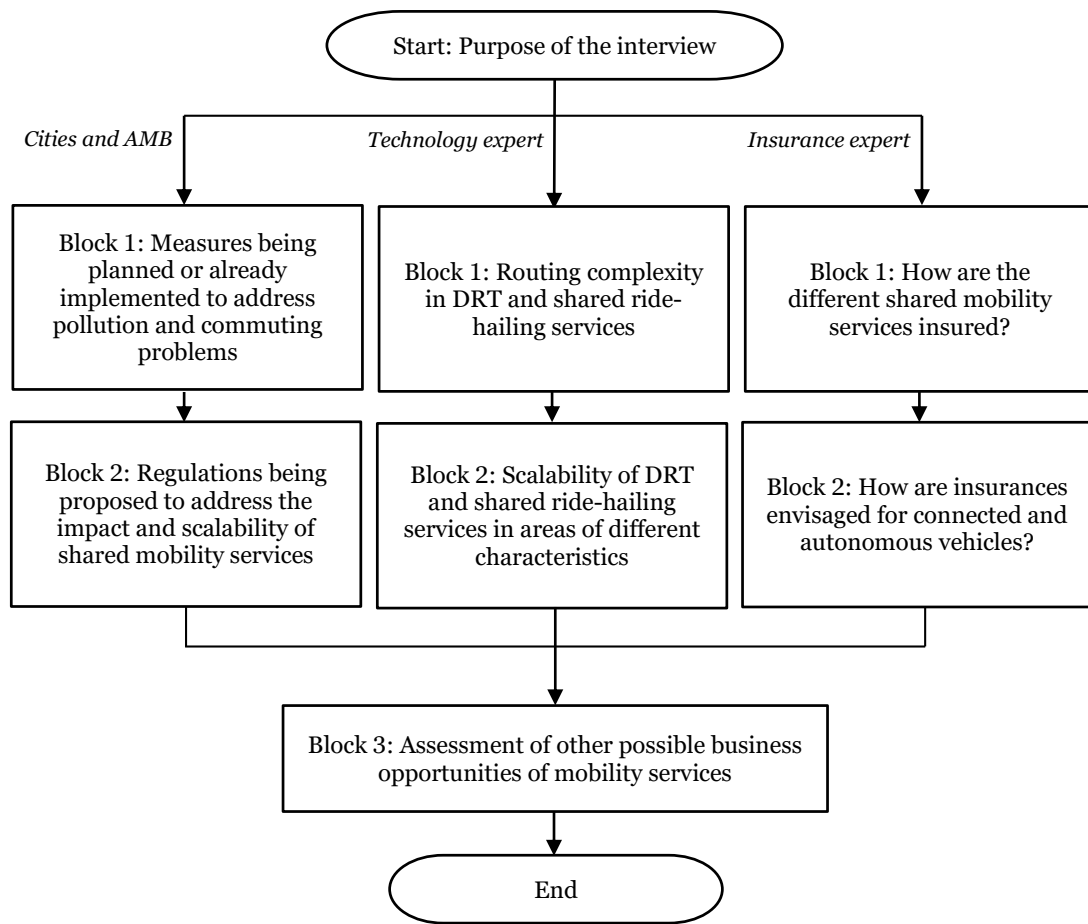 Start: Purpose of the interview
Cities and AMB
Technology expert
Insurance expert
Block 1: Measures being
planned or already
implemented to address
pollution and commuting
problems
Block 1: Routing complexity
in DRT and shared ride-
hailing services
Block 1: How are the
different shared mobility
services insured?
Block 2: Regulations being
proposed to address the
impact and scalability of
shared mobility services
Block 2: Scalability of DRT
and shared ride-hailing
services in areas of different
characteristics
Block 2: How are insurances
envisaged for connected and
autonomous vehicles?
Block 3: Assessment of other possible business
opportunities of mobility services
End